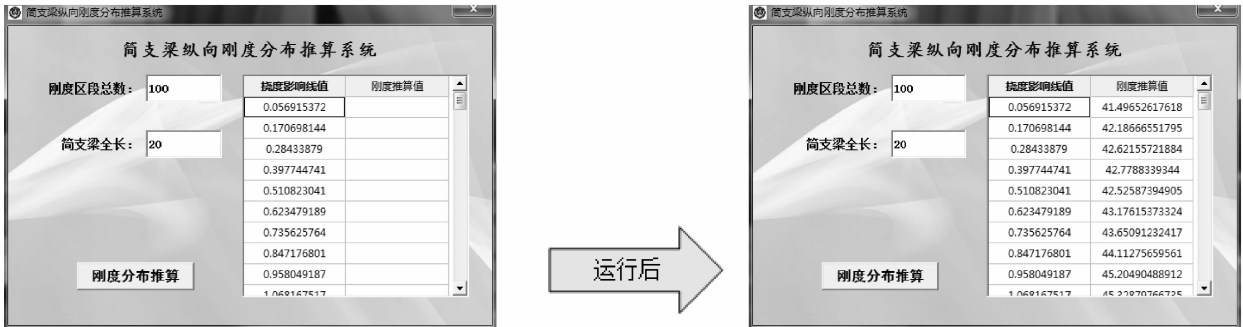 简支梁纵向刚度分布推算系统
简支梁纵向刚度分布推算系统
刚度区段总数： 100
简支梁全长： 20
挠度影响线值 刚度推算值
0.056915372
0.170698144
0.28433879
0.397744741
0.510823041
0.623479189
0.735625764
0.847176801
0.958049187
1.068167517
刚度分布推算
运行后
简支梁纵向刚度分布推算系统
简支梁纵向刚度分布推算系统
刚度区段总数： 100
简支梁全长： 20
挠度影响线值 刚度推算值
0.056915372 41.49652617618
0.170698144 42.18666551795
0.28433879 42.62155721884
0.397744741 42.7788339344
0.510823041 42.52587394905
0.623479189 43.17615373324
0.735625764 43.65091232417
0.847176801 44.11275659561
0.958049187 45.20490488912
1.068167517 45.32879766735
刚度分布推算